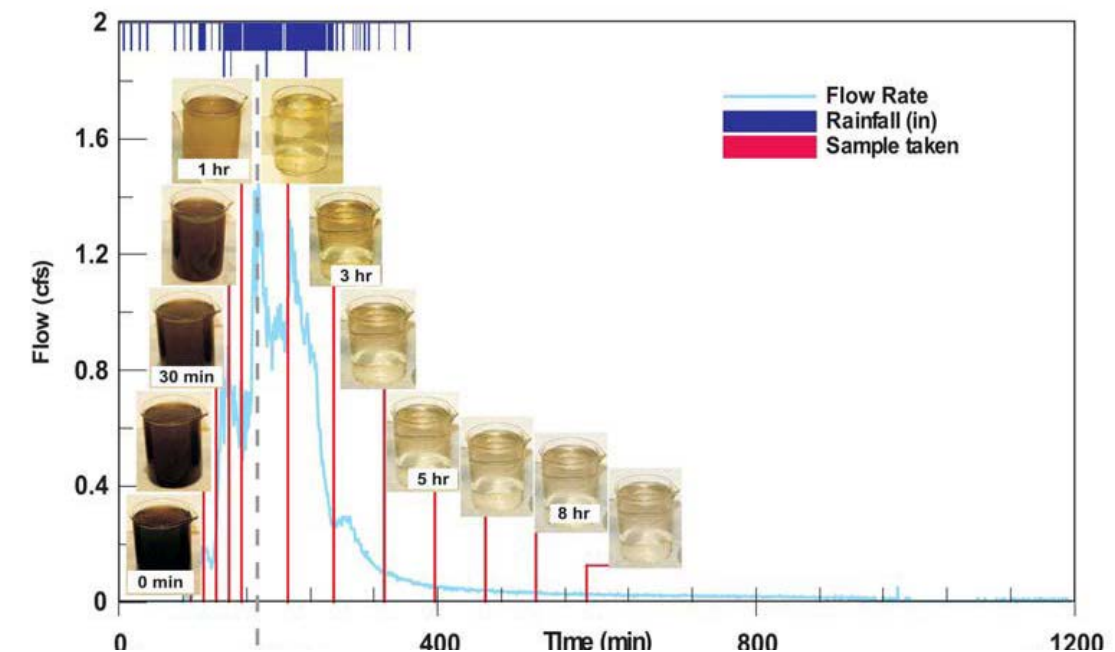 2
1.6
1.2
0.8
0.4
0
Flow (cfs)
Flow Rate
Rainfall (in)
Sample taken
1 hr
3 hr
30 min
5 hr
8 hr
0 min
0
400
TIme (min)
800
1200